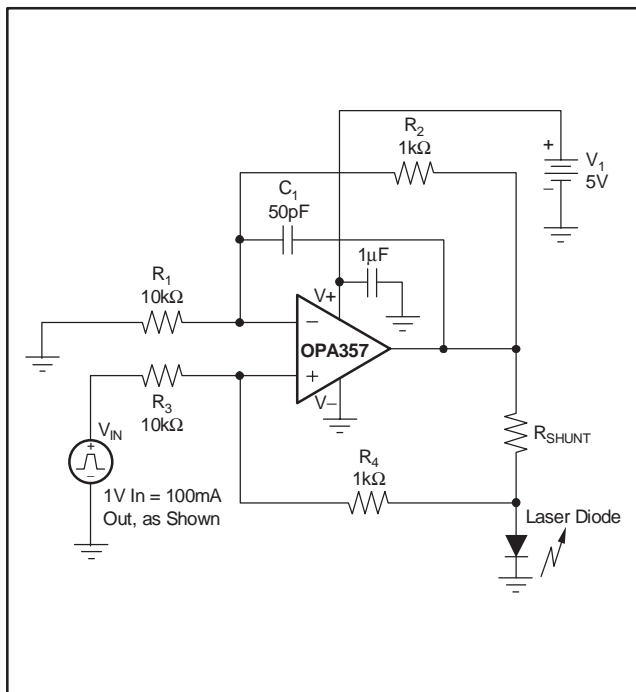 R2
1kΩ
+
V1
5V
−
C1
50pF
1µF
R1
10kΩ
V+
−
OPA357
+
V−
R3
10kΩ
VIN
+
−
RSHUNT
R4
1kΩ
1V In = 100mA
Out, as Shown
Laser Diode